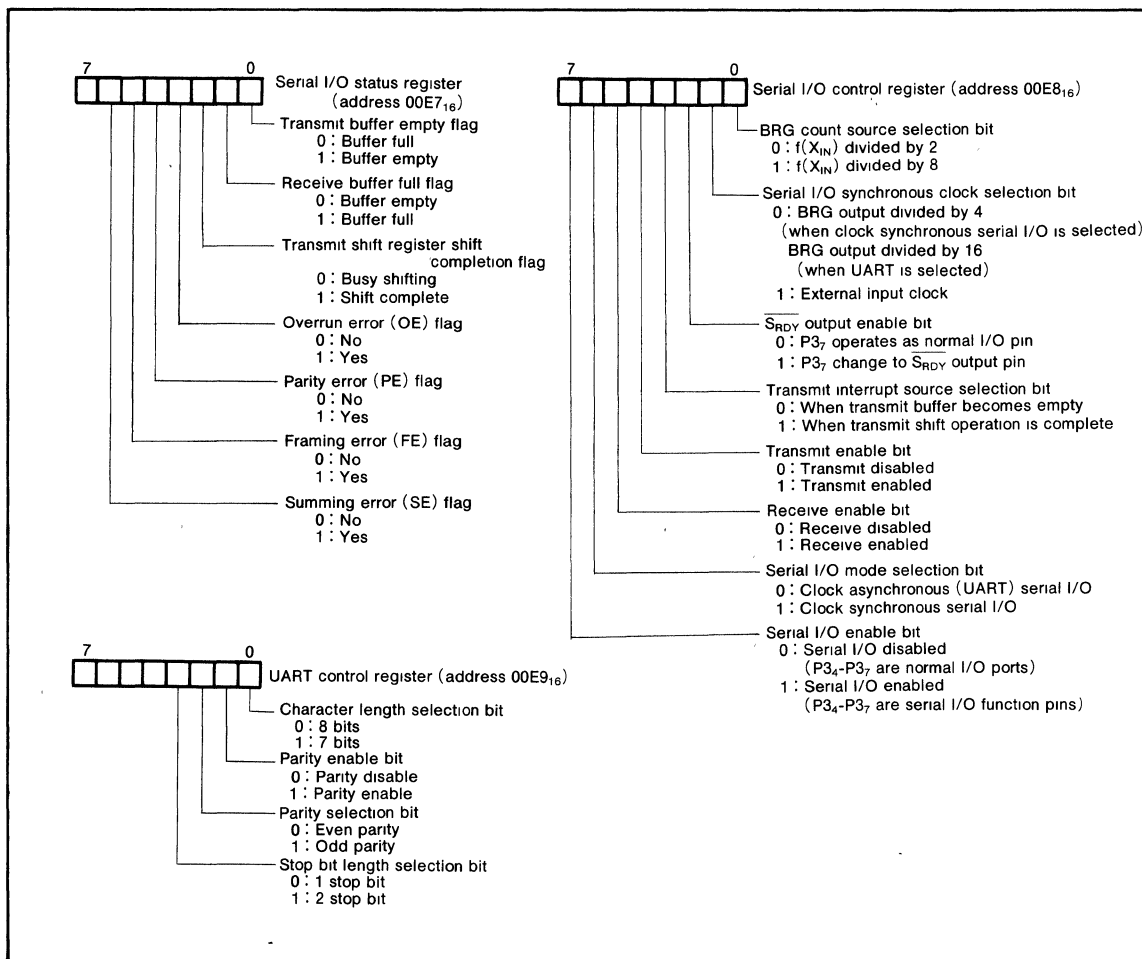 7 0
Serial I/O status register
(address 00E7₁₆)
Transmit buffer empty flag
0 : Buffer full
1 : Buffer empty
Receive buffer full flag
0 : Buffer empty
1 : Buffer full
Transmit shift register shift
completion flag
0 : Busy shifting
1 : Shift complete
Overrun error (OE) flag
0 : No
1 : Yes
Parity error (PE) flag
0 : No
1 : Yes
Framing error (FE) flag
0 : No
1 : Yes
Summing error (SE) flag
0 : No
1 : Yes
7 0
UART control register (address 00E9₁₆)
Character length selection bit
0 : 8 bits
1 : 7 bits
Parity enable bit
0 : Parity disable
1 : Parity enable
Parity selection bit
0 : Even parity
1 : Odd parity
Stop bit length selection bit
0 : 1 stop bit
1 : 2 stop bit
7 0
Serial I/O control register (address 00E8₁₆)
BRG count source selection bit
0 : f(X_IN) divided by 2
1 : f(X_IN) divided by 8
Serial I/O synchronous clock selection bit
0 : BRG output divided by 4
(when clock synchronous serial I/O is selected)
BRG output divided by 16
(when UART is selected)
1 : External input clock
S̅_R̅D̅Y̅ output enable bit
0 : P3₇ operates as normal I/O pin
1 : P3₇ change to S̅_R̅D̅Y̅ output pin
Transmit interrupt source selection bit
0 : When transmit buffer becomes empty
1 : When transmit shift operation is complete
Transmit enable bit
0 : Transmit disabled
1 : Transmit enabled
Receive enable bit
0 : Receive disabled
1 : Receive enabled
Serial I/O mode selection bit
0 : Clock asynchronous (UART) serial I/O
1 : Clock synchronous serial I/O
Serial I/O enable bit
0 : Serial I/O disabled
(P3₄-P3₇ are normal I/O ports)
1 : Serial I/O enabled
(P3₄-P3₇ are serial I/O function pins)